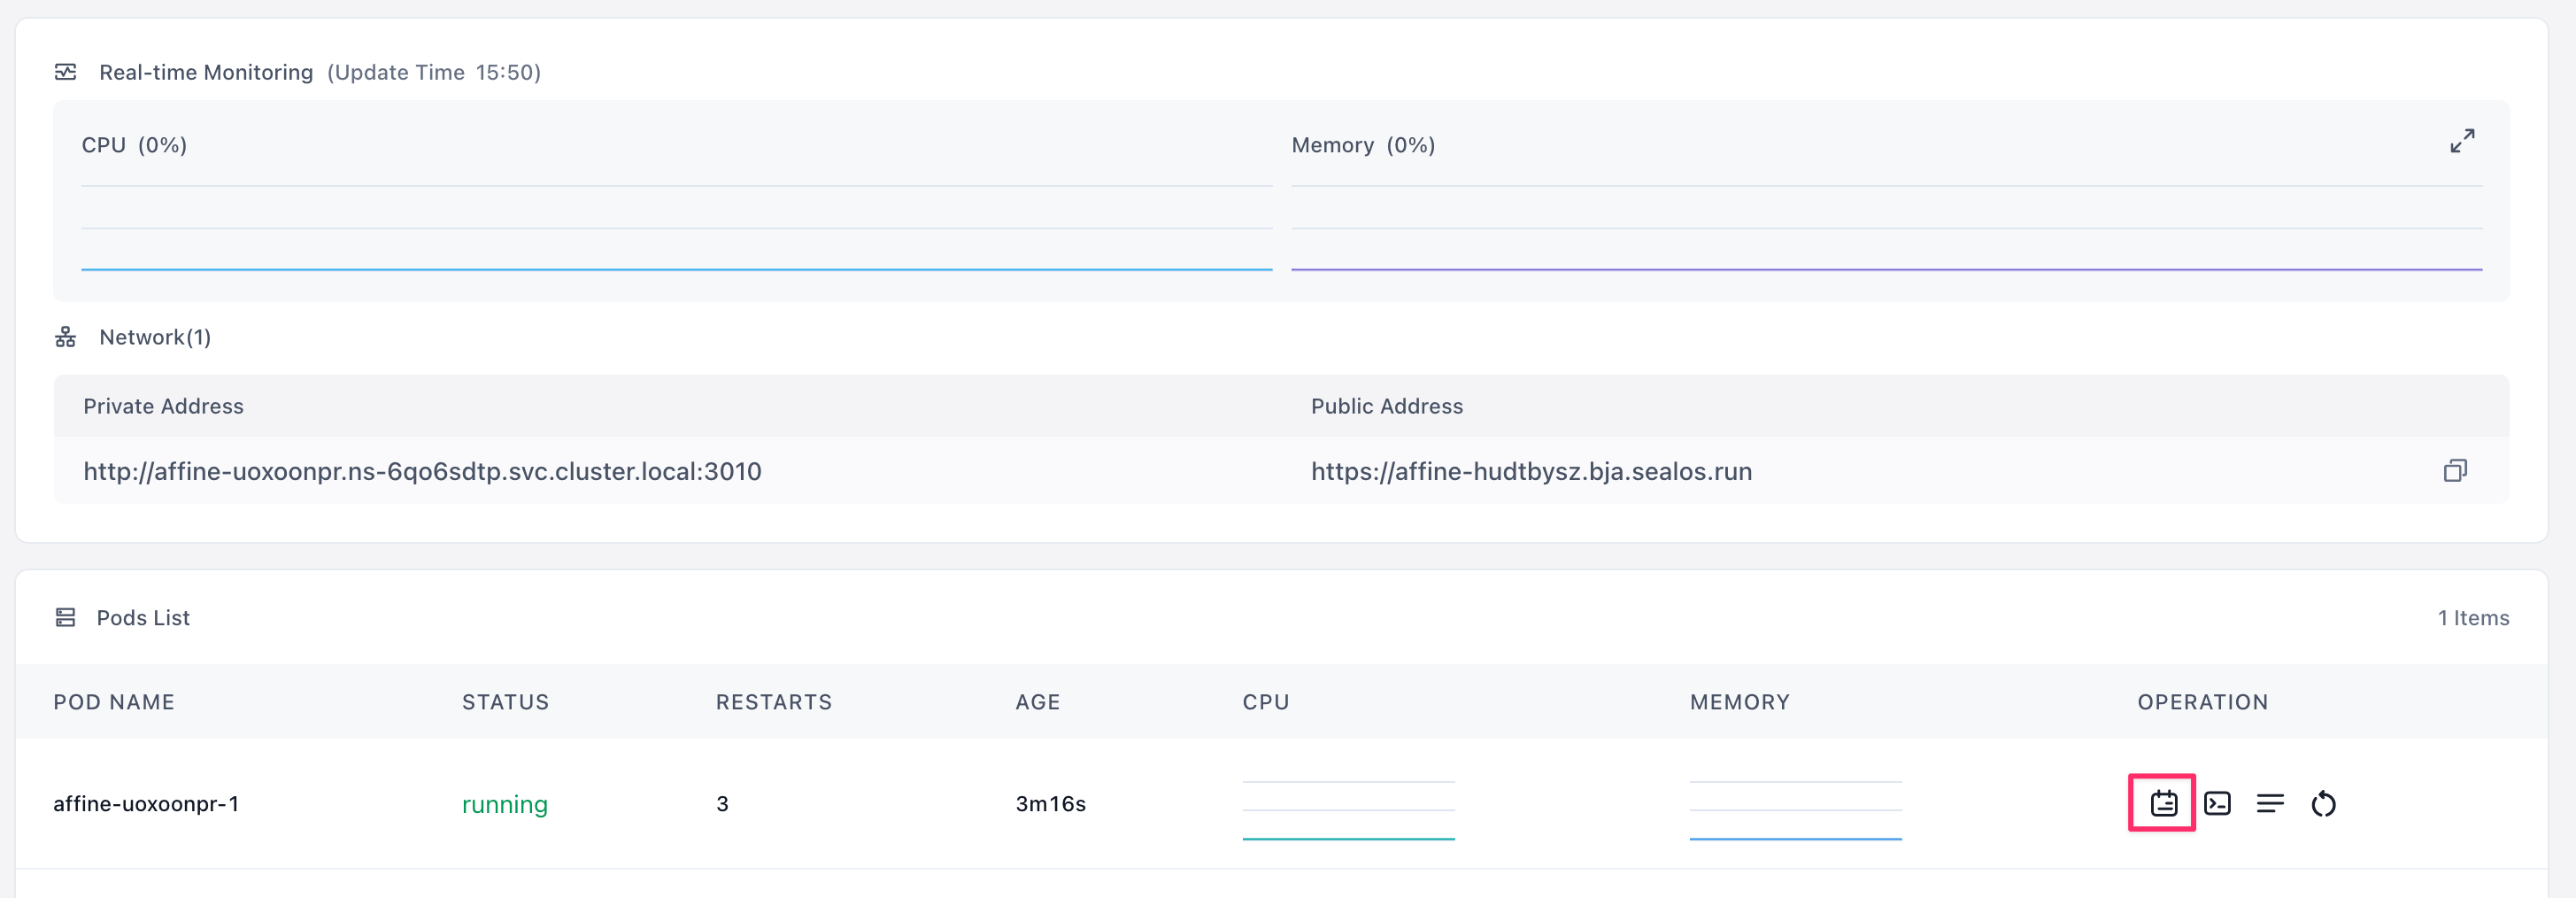 Real-time Monitoring (Update Time 15:50)
CPU (0%)
Memory (0%)
Network(1)
Private Address
Public Address
http://affine-uoxoonpr.ns-6qo6sdtp.svc.cluster.local:3010
https://affine-hudtbysz.bja.sealos.run
Pods List
1 Items
POD NAME STATUS RESTARTS AGE CPU MEMORY OPERATION
affine-uoxoonpr-1 running 3 3m16s